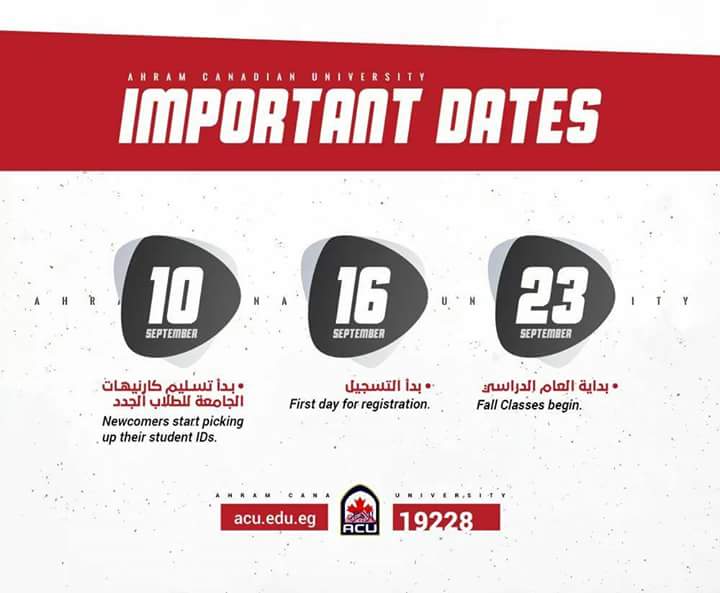 AHRAM CANADIAN UNIVERSITY
IMPORTANT DATES
10
SEPTEMBER
• بدأ تسليم كارنيهات
الجامعة للطلاب الجدد
Newcomers start picking
up their student IDs.
16
SEPTEMBER
• بدأ التسجيل
First day for registration.
23
SEPTEMBER
• بداية العام الدراسي
Fall Classes begin.
AHRAM CANA UNIVERSITY
acu.edu.eg
ACU
19228